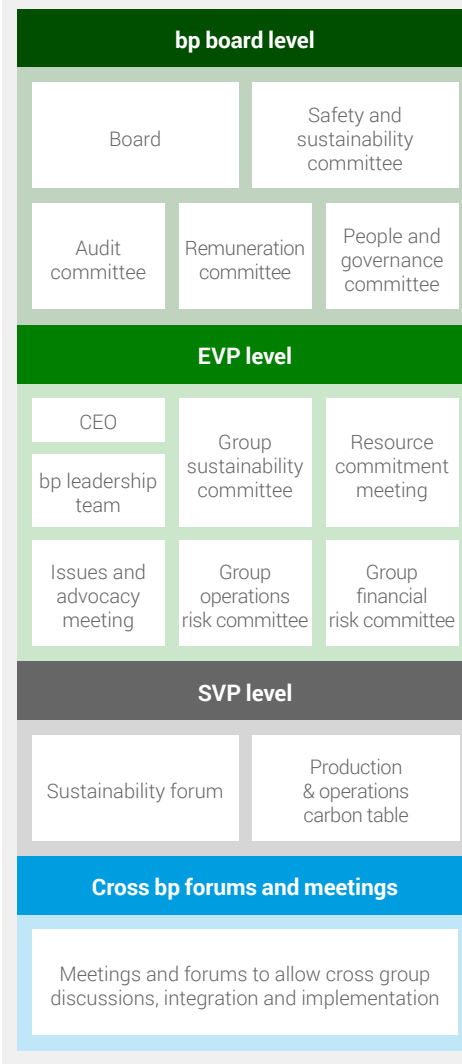 bp board level
Board
Safety and
sustainability
committee
Audit
committee
Remuneration
committee
People and
governance
committee
EVP level
CEO
bp leadership
team
Group
sustainability
committee
Resource
commitment
meeting
Issues and
advocacy
meeting
Group
operations
risk committee
Group
financial
risk committee
SVP level
Sustainability forum
Production
& operations
carbon table
Cross bp forums and meetings
Meetings and forums to allow cross group
discussions, integration and implementation